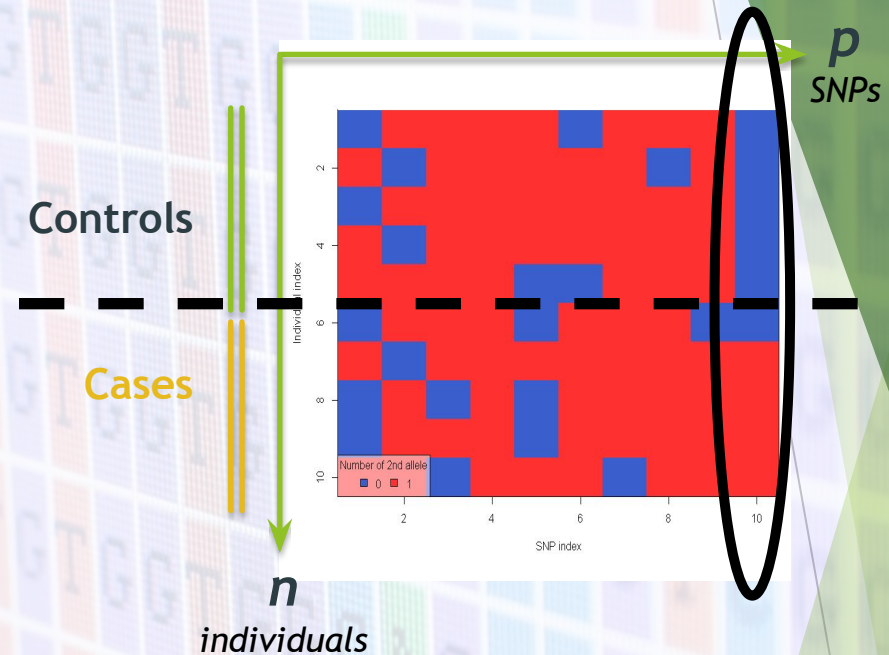 p
SNPs
Controls
Cases
2
4
6
8
10
Individual index
Number of 2nd allele
0 1
2 4 6 8 10
SNP index
n
individuals